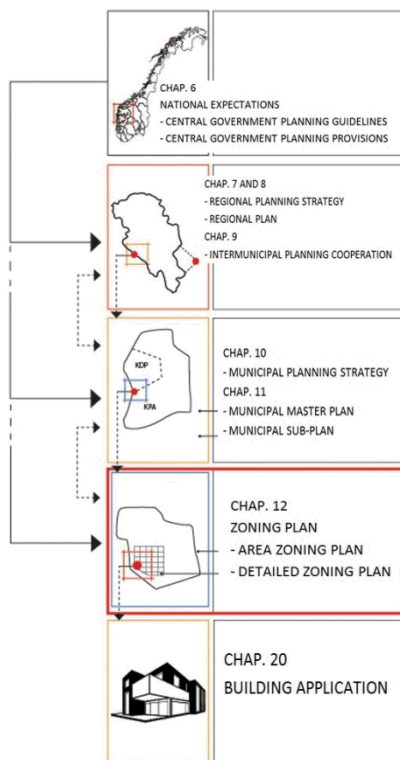 CHAP. 6
NATIONAL EXPECTATIONS
- CENTRAL GOVERNMENT PLANNING GUIDELINES
- CENTRAL GOVERNMENT PLANNING PROVISIONS
CHAP. 7 AND 8
- REGIONAL PLANNING STRATEGY
- REGIONAL PLAN
CHAP. 9
- INTERMUNICIPAL PLANNING COOPERATION
KDP
KPA
CHAP. 10
- MUNICIPAL PLANNING STRATEGY
CHAP. 11
- MUNICIPAL MASTER PLAN
- MUNICIPAL SUB-PLAN
CHAP. 12
ZONING PLAN
- AREA ZONING PLAN
- DETAILED ZONING PLAN
CHAP. 20
BUILDING APPLICATION